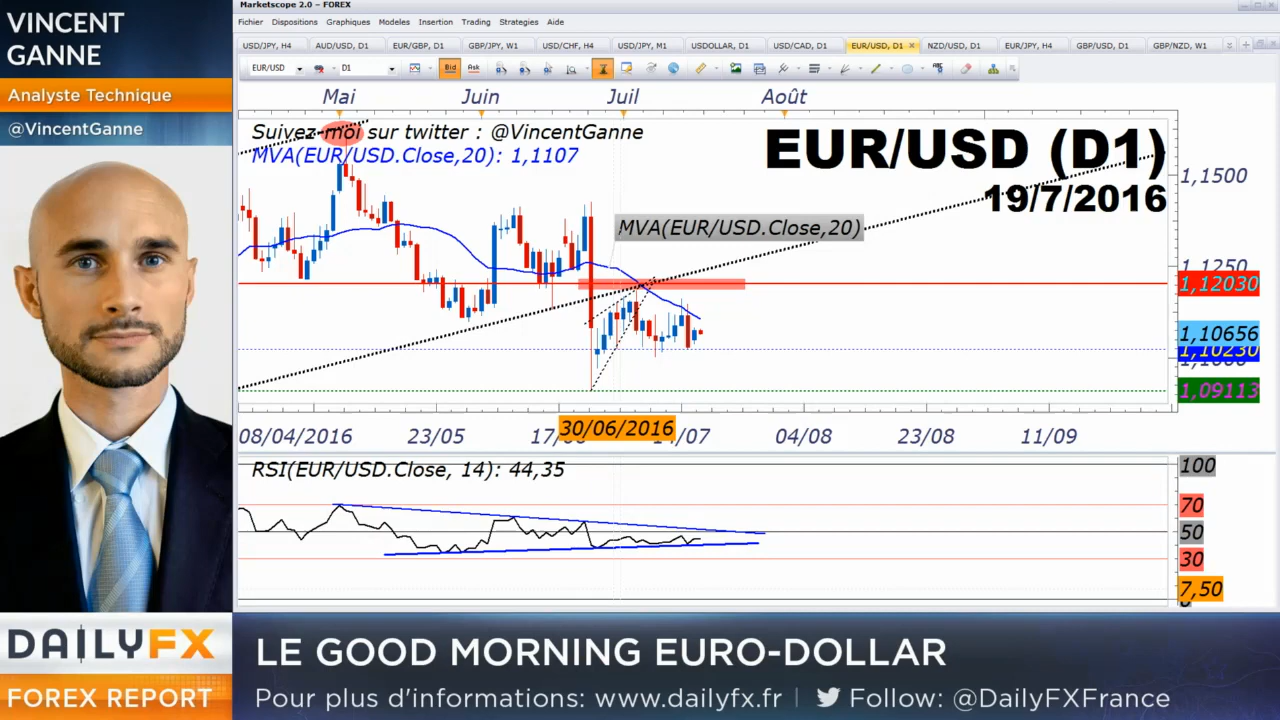 VINCENT
GANNE
Analyste Technique
@VincentGanne
Marketscope 2.0 – FOREX
Fichier Dispositions Graphiques Modeles Insertion Trading Strategies Aide
USD/JPY, H4 AUD/USD, D1 EUR/GBP, D1 GBP/JPY, W1 USD/CHF, H4 USD/JPY, M1 USDOLLAR, D1 USD/CAD, D1 EUR/USD, D1 NZD/USD, D1 EUR/JPY, H4 GBP/USD, D1 GBP/NZD, W1
EUR/USD D1 Bid Ask
Mai Juin Juil Août
Suivez-moi sur twitter : @VincentGanne
MVA(EUR/USD.Close,20): 1,1107
EUR/USD (D1)
19/7/2016
MVA(EUR/USD.Close,20)
1,1500
1,1250
1,12030
1,10656
1,10230
1,1000
1,09113
08/04/2016 23/05 30/06/2016 04/08 23/08 11/09
RSI(EUR/USD.Close, 14): 44,35
100
70
50
30
7,50
DAILYFX
FOREX REPORT
LE GOOD MORNING EURO-DOLLAR
Pour plus d'informations: www.dailyfx.fr | Follow: @DailyFXFrance